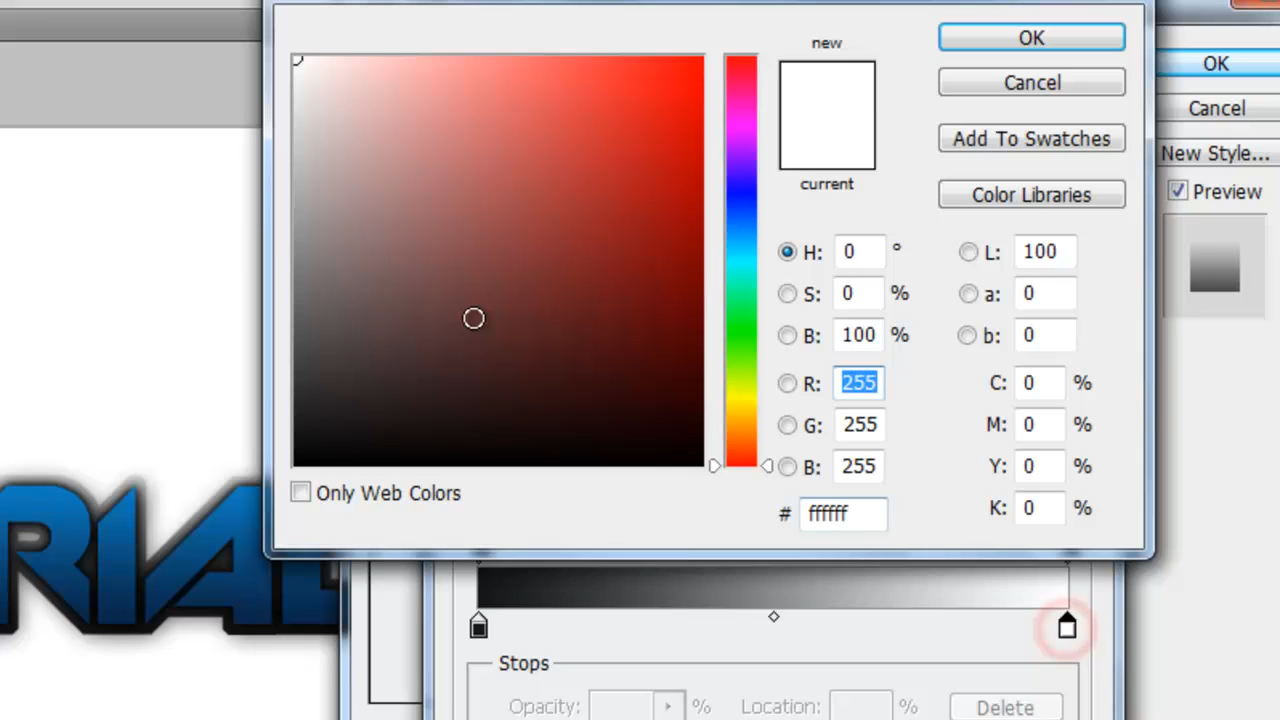 new
OK
OK
Cancel
Cancel
Add To Swatches
New Style...
current
Color Libraries
Preview
H: 0 °
L: 100
S: 0 %
a: 0
B: 100 %
b: 0
R: 255
C: 0 %
G: 255
M: 0 %
B: 255
Y: 0 %
Only Web Colors
# ffffff
K: 0 %
RIAL
Stops
Opacity: %
Location: %
Delete